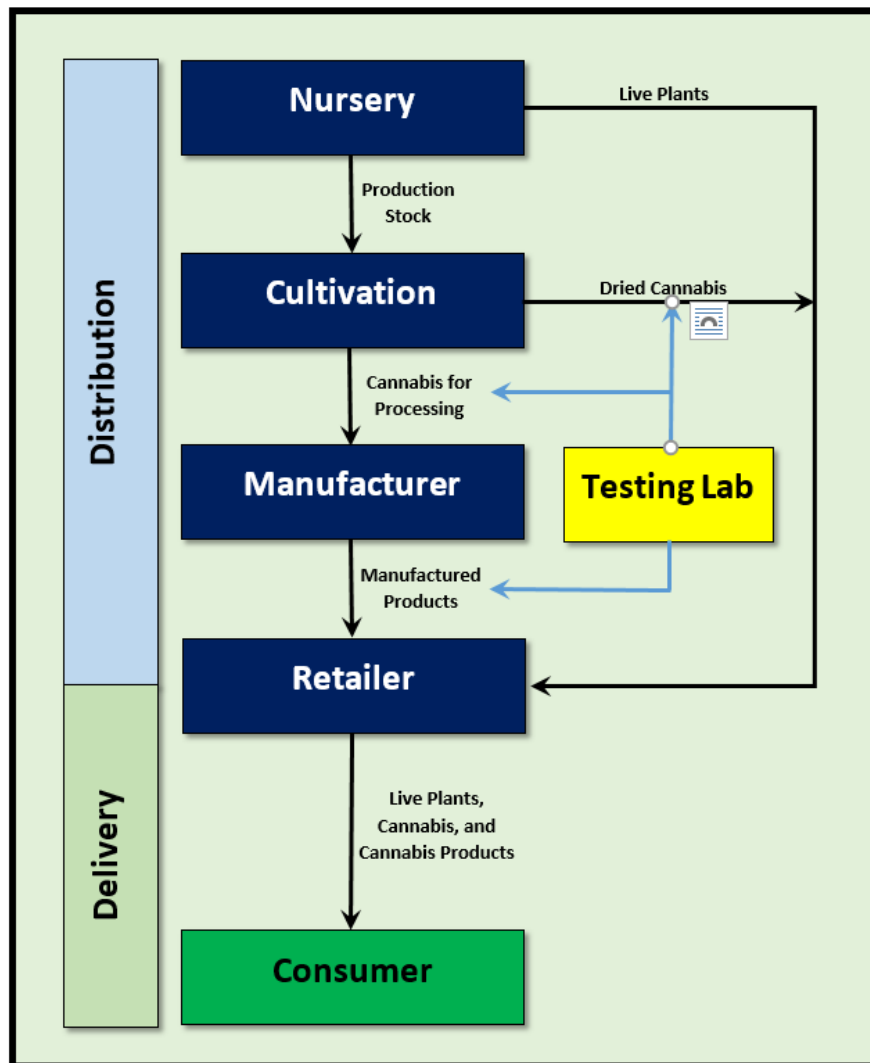 Nursery
Live Plants
Production
Stock
Cultivation
Dried Cannabis
Cannabis for
Processing
Manufacturer
Testing Lab
Manufactured
Products
Retailer
Live Plants,
Cannabis, and
Cannabis Products
Consumer
Distribution
Delivery